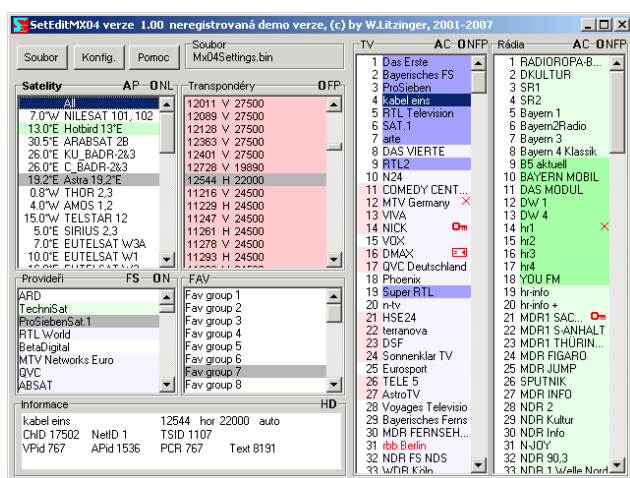 SetEditMX04 verze 1.00 neregistrovaná demo verze, (c) by W.Litzinger, 2001-2007
Soubor
Konfig.
Pomoc
Soubor
Mx04Settings.bin
Satelity AP ONL
All
7.0°W NILESAT 101, 102
13.0°E Hotbird 13°E
30.5°E ARABSAT 2B
26.0°E KU_BADR-2&3
26.0°E C_BADR-2&3
19.2°E Astra 19,2°E
0.8°W THOR 2,3
4.0°W AMOS 1,2
15.0°W TELSTAR 12
5.0°E SIRIUS 2,3
7.0°E EUTELSAT W3A
10.0°E EUTELSAT W1
Transpondéry OFP
12011 V 27500
12089 V 27500
12128 V 27500
12363 V 27500
12401 V 27500
12728 V 19890
12544 H 22000
11216 V 24500
11229 H 24500
11247 V 24500
11261 H 24500
11278 V 24500
11293 H 24500
Provideři FS ON
ARD
TechniSat
ProSiebenSat.1
RTL World
BetaDigital
MTV Networks Euro
QVC
ABSAT
FAV
Fav group 1
Fav group 2
Fav group 3
Fav group 4
Fav group 5
Fav group 6
Fav group 7
Fav group 8
Informace HD
kabel eins 12544 hor 22000 auto
ChID 17502 NetID 1 TSID 1107
VPid 767 APid 1536 PCR 767 Text 8191
TV AC ONFP
1 Das Erste
2 Bayerisches FS
3 ProSieben
4 kabel eins
5 RTL Television
6 SAT.1
7 arte
8 DAS VIERTE
9 RTL2
10 N24
11 COMEDY CENT...
12 MTV Germany
13 VIVA
14 NICK
15 VOX
16 DMAX
17 QVC Deutschland
18 Phoenix
19 Super RTL
20 n-tv
21 HSE24
22 terranova
23 DSF
24 Sonnenklar TV
25 Eurosport
26 TELE 5
27 AstroTV
28 Voyages Televisio
29 Bayerisches Ferns
30 MDR FERNSEH...
31 rbb Berlin
32 NDR FS NDS
33 WDR Köln
Rádia AC ONFP
1 RADIOROPA-B...
2 DKULTUR
3 SR1
4 SR2
5 Bayern 1
6 Bayern2Radio
7 Bayern 3
8 Bayern 4 Klassik
9 B5 aktuell
10 BAYERN MOBIL
11 DAS MODUL
12 DW 1
13 DW 4
14 hr1
15 hr2
16 hr3
17 hr4
18 YOU FM
19 hr-info
20 hr-info +
21 MDR1 SAC...
22 MDR1 S-ANHALT
23 MDR1 THÜRIN...
24 MDR FIGARO
25 MDR JUMP
26 SPUTNIK
27 MDR INFO
28 NDR 2
29 NDR Kultur
30 NDR Info
31 N-JOY
32 NDR 90,3
33 NDR 1 Welle Nord